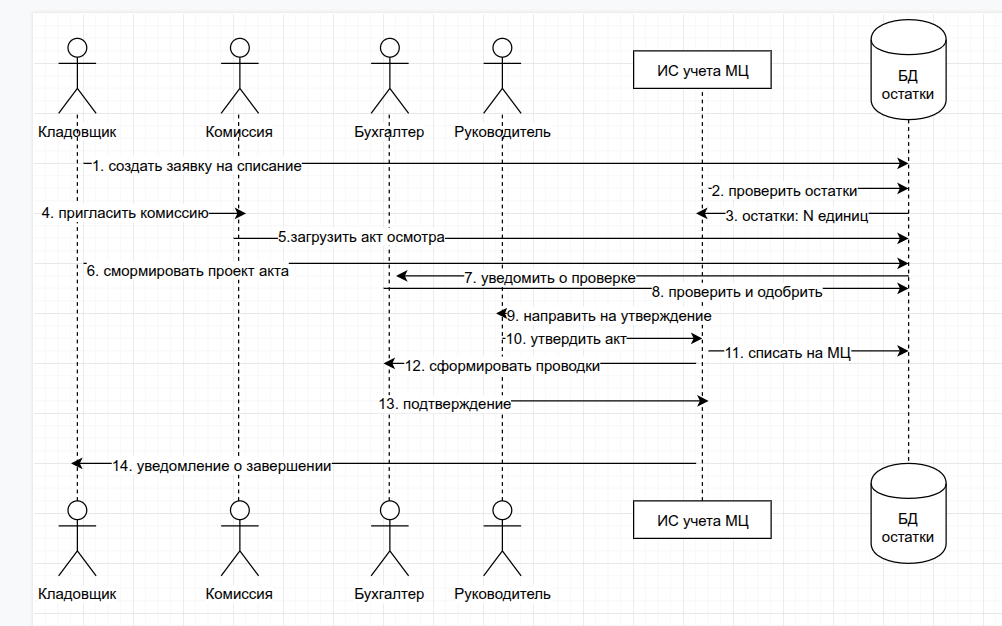 ИС учета МЦ
БД
остатки
Кладовщик
Комиссия
Бухгалтер
Руководитель
1. создать заявку на списание
2. проверить остатки
4. пригласить комиссию
3. остатки: N единиц
5.загрузить акт осмотра
6. смормировать проект акта
7. уведомить о проверке
8. проверить и одобрить
9. направить на утверждение
10. утвердить акт
11. списать на МЦ
12. сформировать проводки
13. подтверждение
14. уведомление о завершении
ИС учета МЦ
БД
остатки
Кладовщик
Комиссия
Бухгалтер
Руководитель